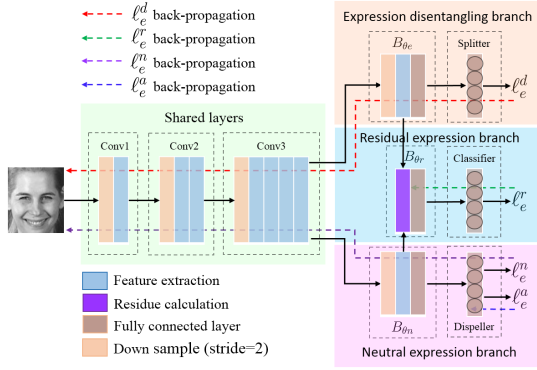 ℓ_e^d back-propagation
ℓ_e^r back-propagation
ℓ_e^n back-propagation
ℓ_e^a back-propagation
Shared layers
Conv1
Conv2
Conv3
Expression disentangling branch
B_θe
Splitter
ℓ_e^d
Residual expression branch
B_θr
Classifier
ℓ_e^r
ℓ_e^n
ℓ_e^a
B_θn
Dispeller
Neutral expression branch
Feature extraction
Residue calculation
Fully connected layer
Down sample (stride=2)